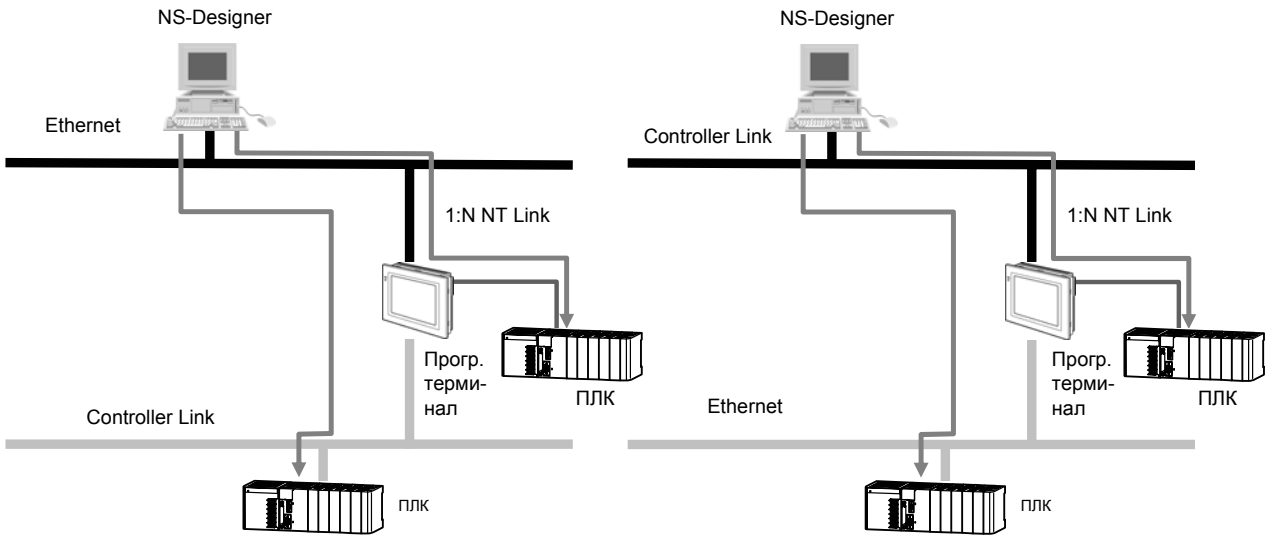 NS-Designer
Ethernet
1:N NT Link
Прогр.
терми-
нал
ПЛК
Controller Link
ПЛК
NS-Designer
Controller Link
1:N NT Link
Прогр.
терми-
нал
ПЛК
Ethernet
ПЛК